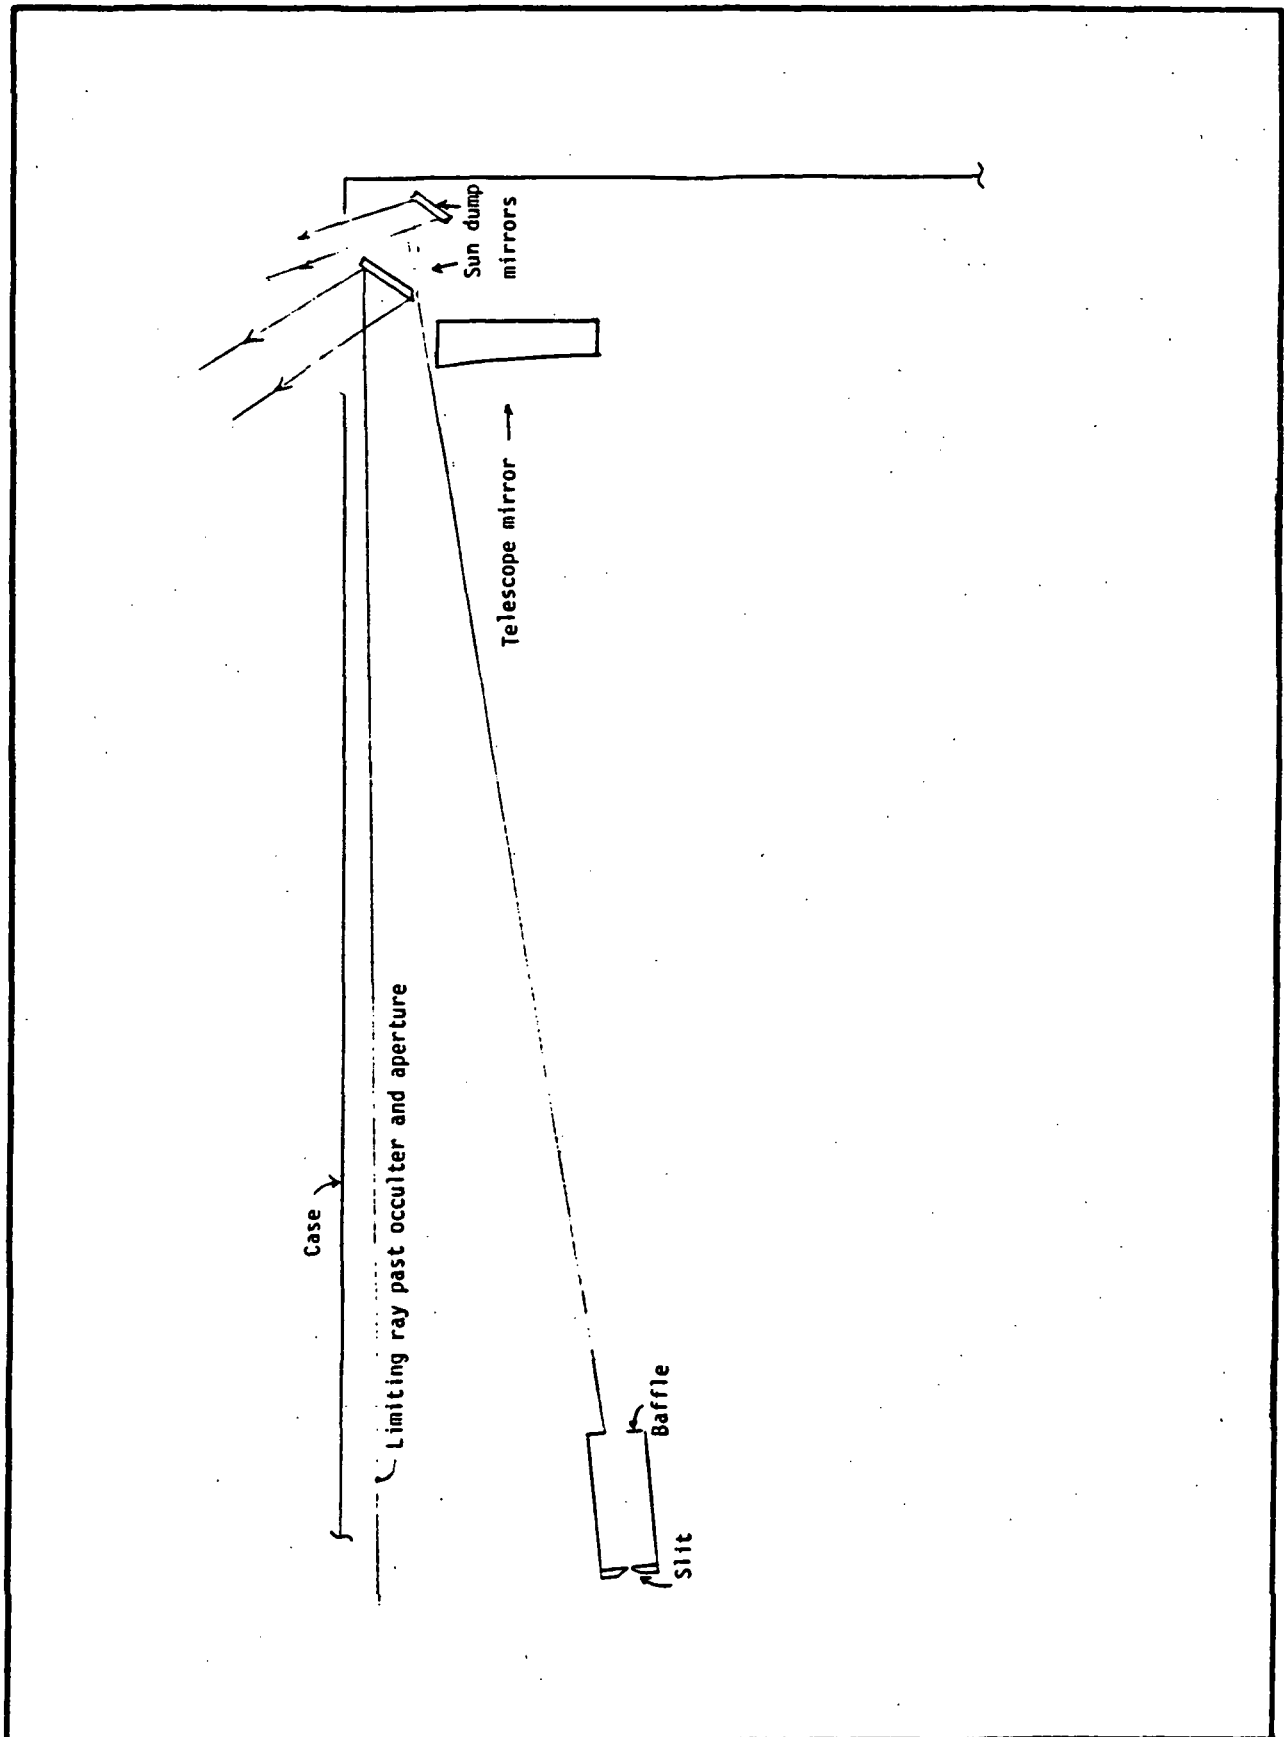 Sun dump
mirrors
Telescope mirror
Case
Limiting ray past occulter and aperture
Baffle
Slit